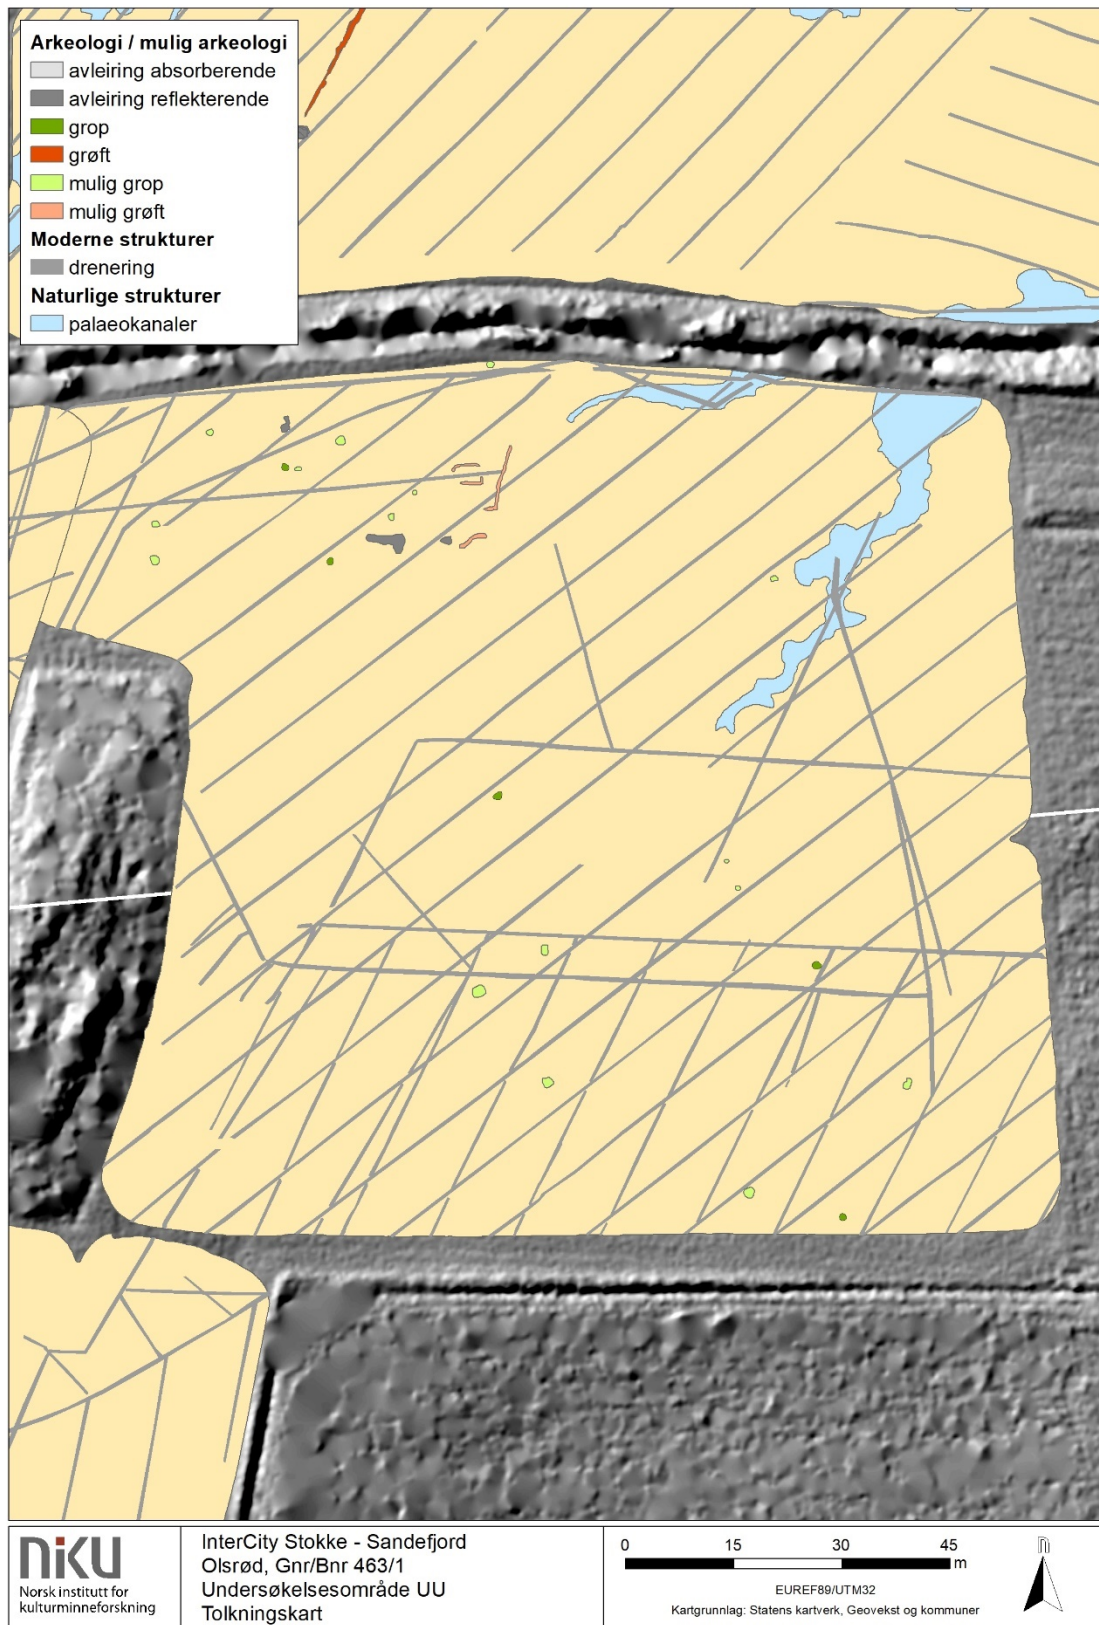 Arkeologi / mulig arkeologi
avleiring absorberende
avleiring reflekterende
grop
grøft
mulig grop
mulig grøft
Moderne strukturer
drenering
Naturlige strukturer
palaeokanaler
niKU
Norsk institutt for
kulturminneforskning
InterCity Stokke - Sandefjord
Olsrød, Gnr/Bnr 463/1
Undersøkelsesområde UU
Tolkningskart
0 15 30 45
m
EUREF89/UTM32
Kartgrunnlag: Statens kartverk, Geovekst og kommuner
n